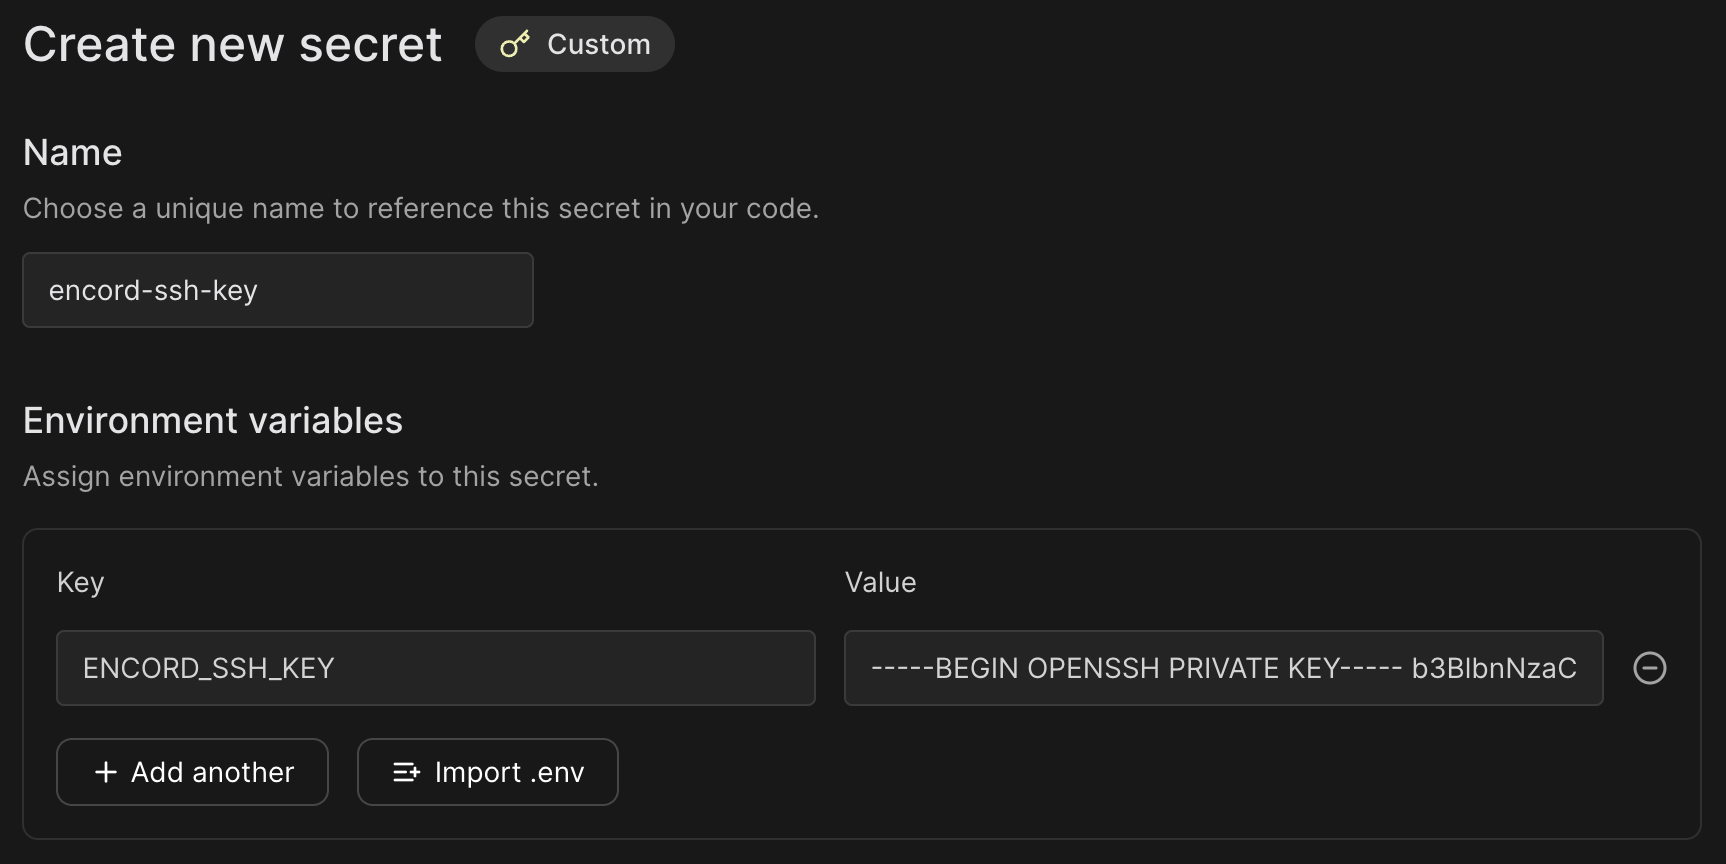 Create new secret
Custom
Name
Choose a unique name to reference this secret in your code.
encord-ssh-key
Environment variables
Assign environment variables to this secret.
Key
Value
ENCORD_SSH_KEY
-----BEGIN OPENSSH PRIVATE KEY----- b3BlbnNzaC
Add another
Import .env